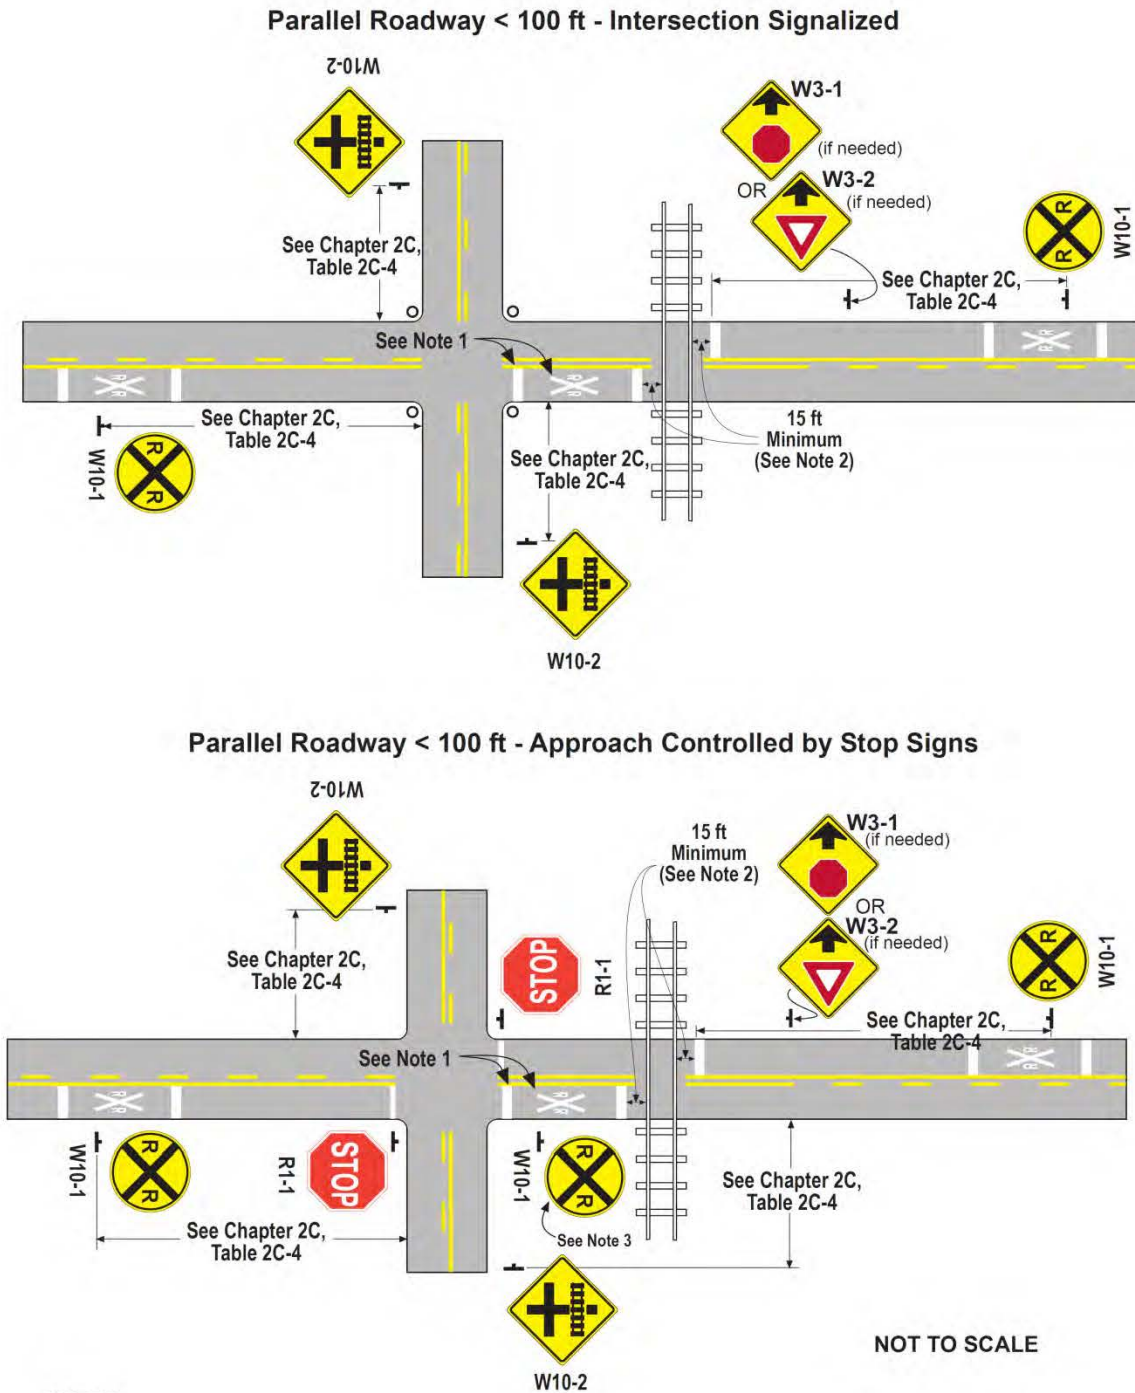 Parallel Roadway < 100 ft - Intersection Signalized
W10-2
W3-1
(if needed)
OR
W3-2
(if needed)
R
R
W10-1
See Chapter 2C,
Table 2C-4
See Chapter 2C,
Table 2C-4
See Note 1
R
R
R
R
R
R
See Chapter 2C,
Table 2C-4
See Chapter 2C,
Table 2C-4
15 ft
Minimum
(See Note 2)
W10-1
R
R
W10-2
Parallel Roadway < 100 ft - Approach Controlled by Stop Signs
W10-2
15 ft
Minimum
(See Note 2)
W3-1
(if needed)
OR
W3-2
(if needed)
R
R
W10-1
See Chapter 2C,
Table 2C-4
STOP
R1-1
See Chapter 2C,
Table 2C-4
See Note 1
R
R
R
R
R
R
W10-1
R
R
R1-1
STOP
W10-1
R
R
See Chapter 2C,
Table 2C-4
See Chapter 2C,
Table 2C-4
See Note 3
W10-2
NOT TO SCALE